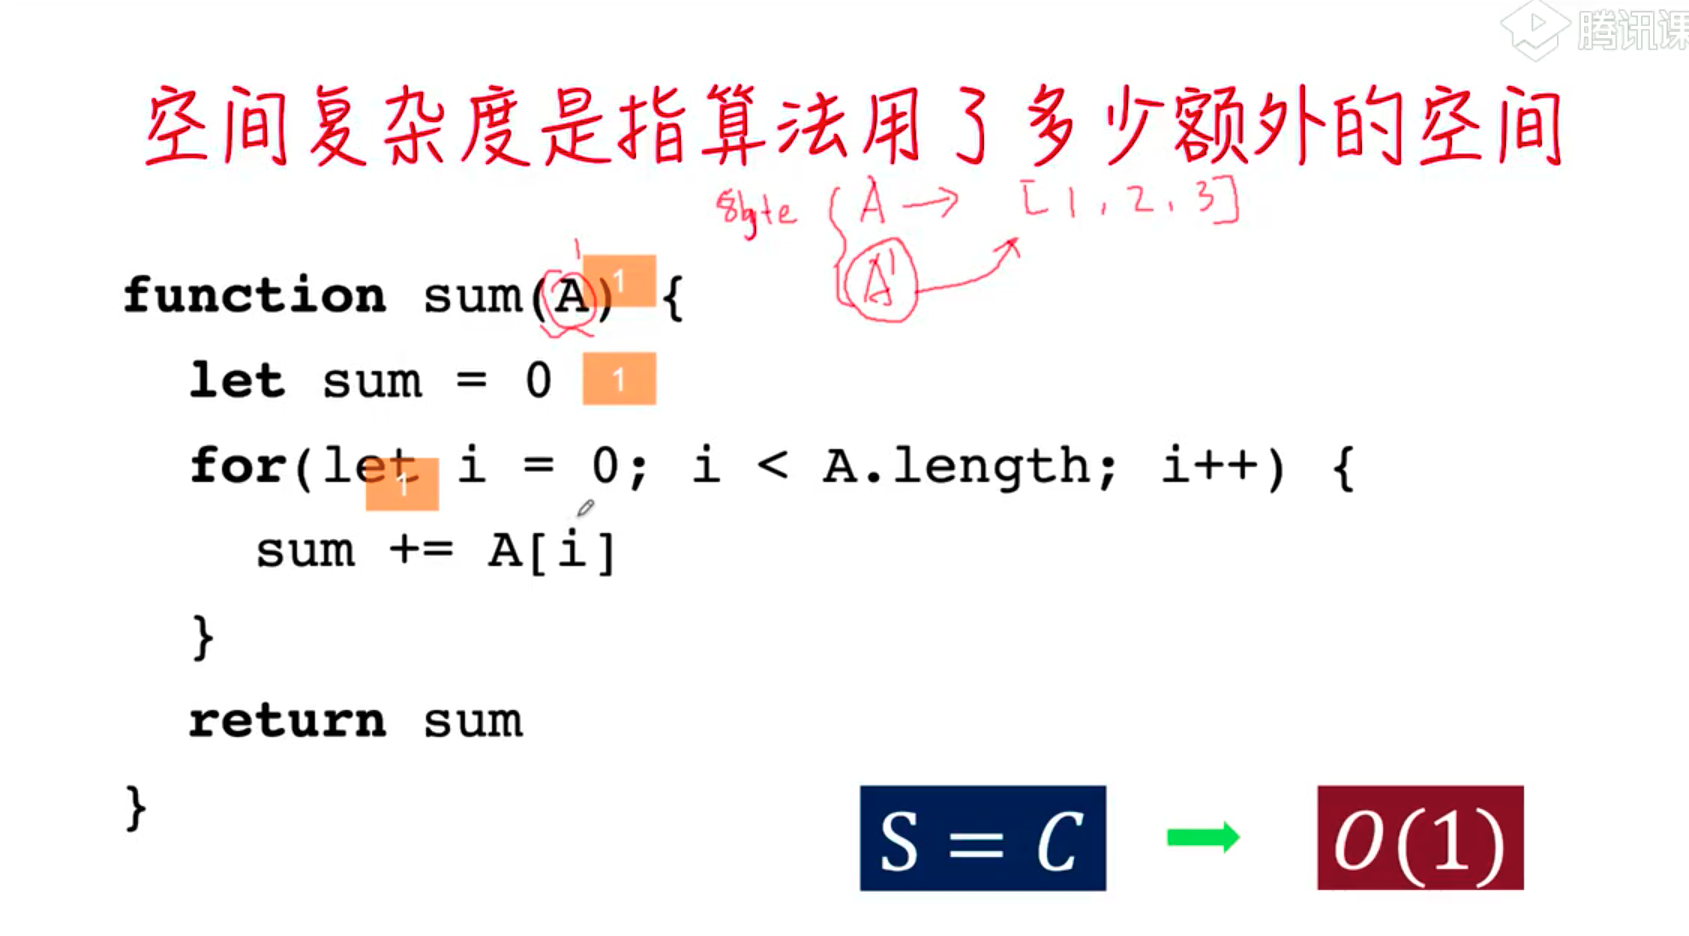 腾讯课
空间复杂度是指算法用了多少额外的空间
8byte A → [1, 2, 3]
A'
1
function sum(A) { 1
let sum = 0 1
for(let i = 0; i < A.length; i++) {
1
sum += A[i]
}
return sum
}
S = C → O(1)